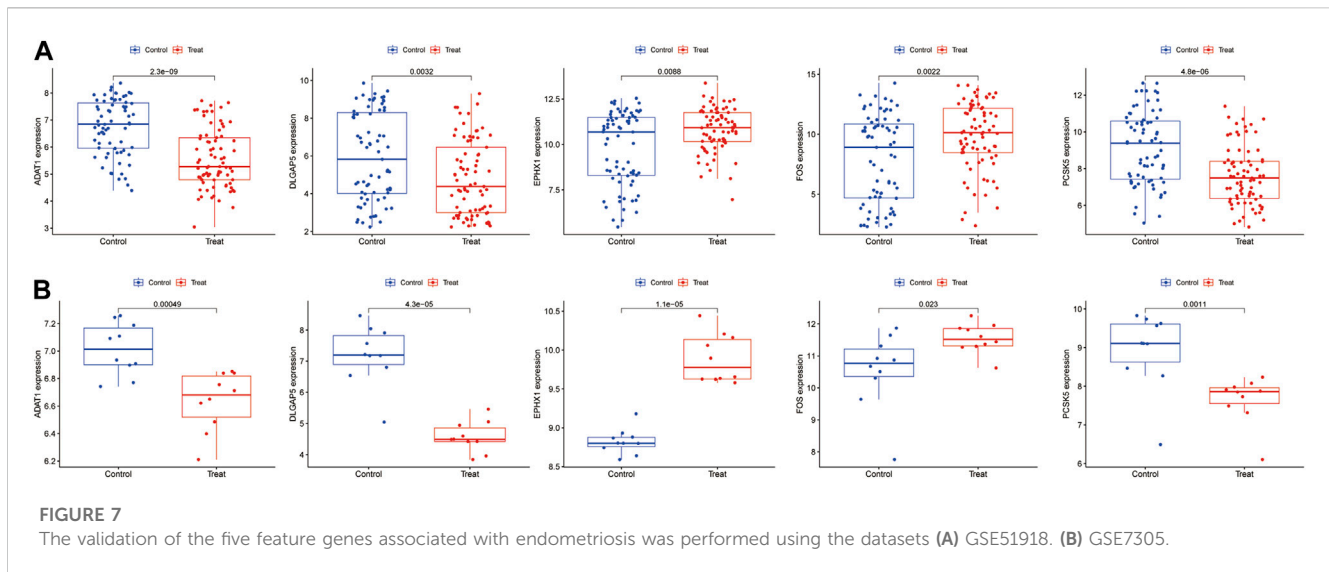 A
Control Treat
Control Treat
Control Treat
Control Treat
Control Treat
2.3e-09
0.0032
0.0088
0.0022
4.8e-06
ADAT1 expression
8
7
6
5
4
3
Control Treat
DLGAP5 expression
10
8
6
4
2
Control Treat
EPHX1 expression
12.5
10.0
7.5
Control Treat
FOS expression
15
10
5
Control Treat
PCSK5 expression
12
10
8
6
Control Treat
B
Control Treat
Control Treat
Control Treat
Control Treat
Control Treat
0.00049
4.3e-05
1.1e-05
0.023
0.0011
ADAT1 expression
7.2
7.0
6.8
6.6
6.4
6.2
Control Treat
DLGAP5 expression
8
7
6
5
4
Control Treat
EPHX1 expression
10.5
10.0
9.5
9.0
8.5
Control Treat
FOS expression
12
11
10
9
8
Control Treat
PCSK5 expression
10
9
8
7
6
Control Treat
FIGURE 7
The validation of the five feature genes associated with endometriosis was performed using the datasets (A) GSE51918. (B) GSE7305.